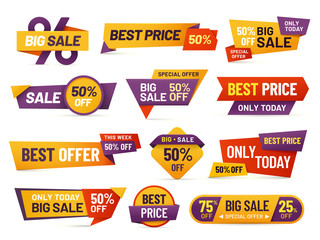 %
BIG SALE
BEST PRICE 50%
50% OFF
SPECIAL OFFER
BIG SALE
ONLY TODAY
SALE
50% OFF
SPECIAL OFFER
BIG SALE
50% OFF
BEST PRICE
ONLY TODAY
BEST OFFER
THIS WEEK
50% OFF
BIG SALE
50% OFF
BEST PRICE
ONLY TODAY
50% OFF
ONLY TODAY
BIG SALE
50% OFF
BEST PRICE
75% OFF
BIG SALE
SPECIAL OFFER
25% OFF